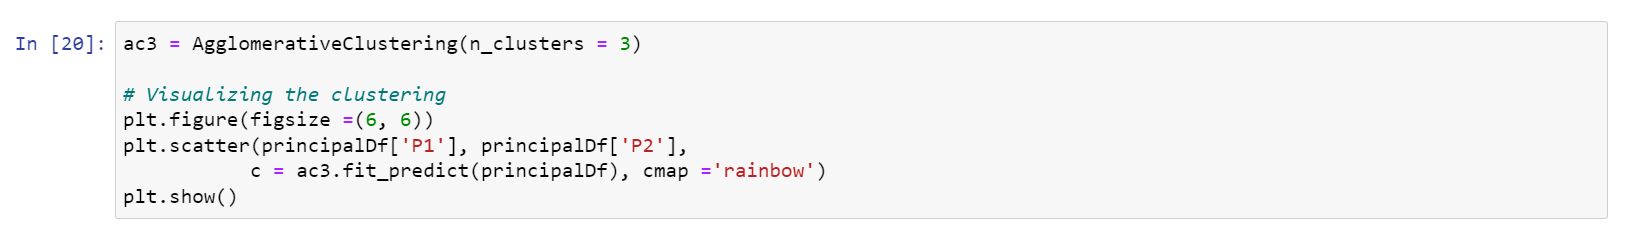 In [20]: ac3 = AgglomerativeClustering(n_clusters = 3)
# Visualizing the clustering
plt.figure(figsize =(6, 6))
plt.scatter(principalDf['P1'], principalDf['P2'],
c = ac3.fit_predict(principalDf), cmap ='rainbow')
plt.show()